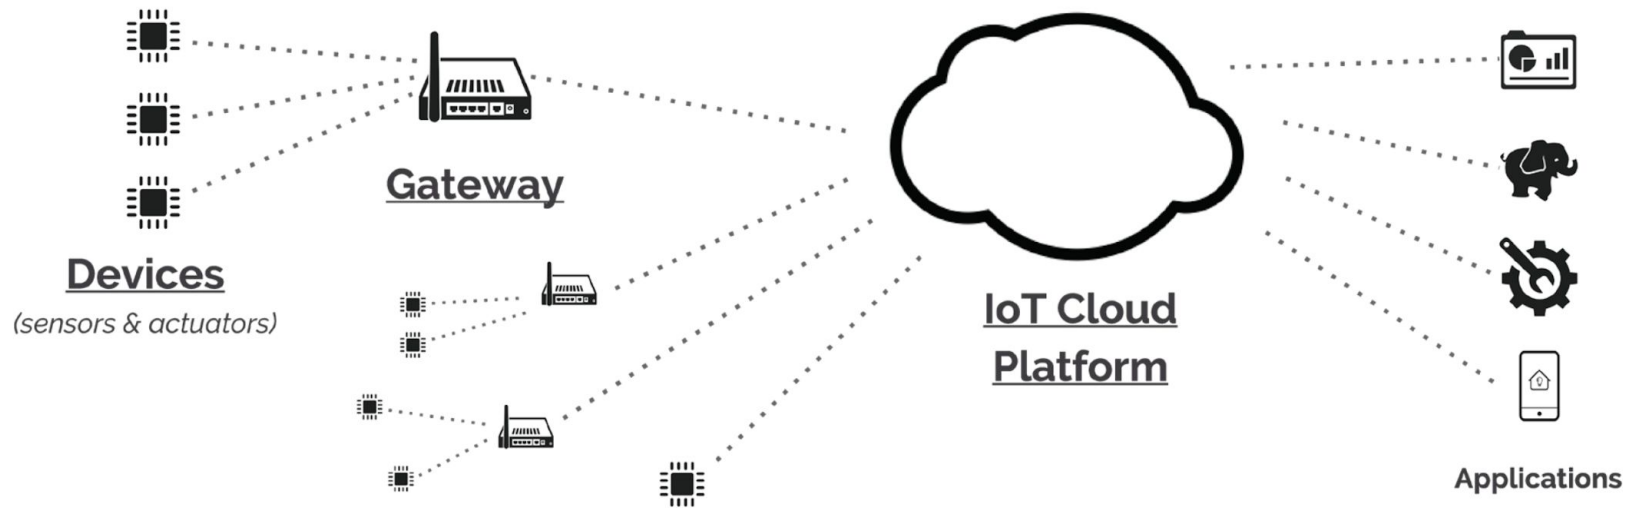 Gateway
Devices
(sensors & actuators)
IoT Cloud
Platform
Applications